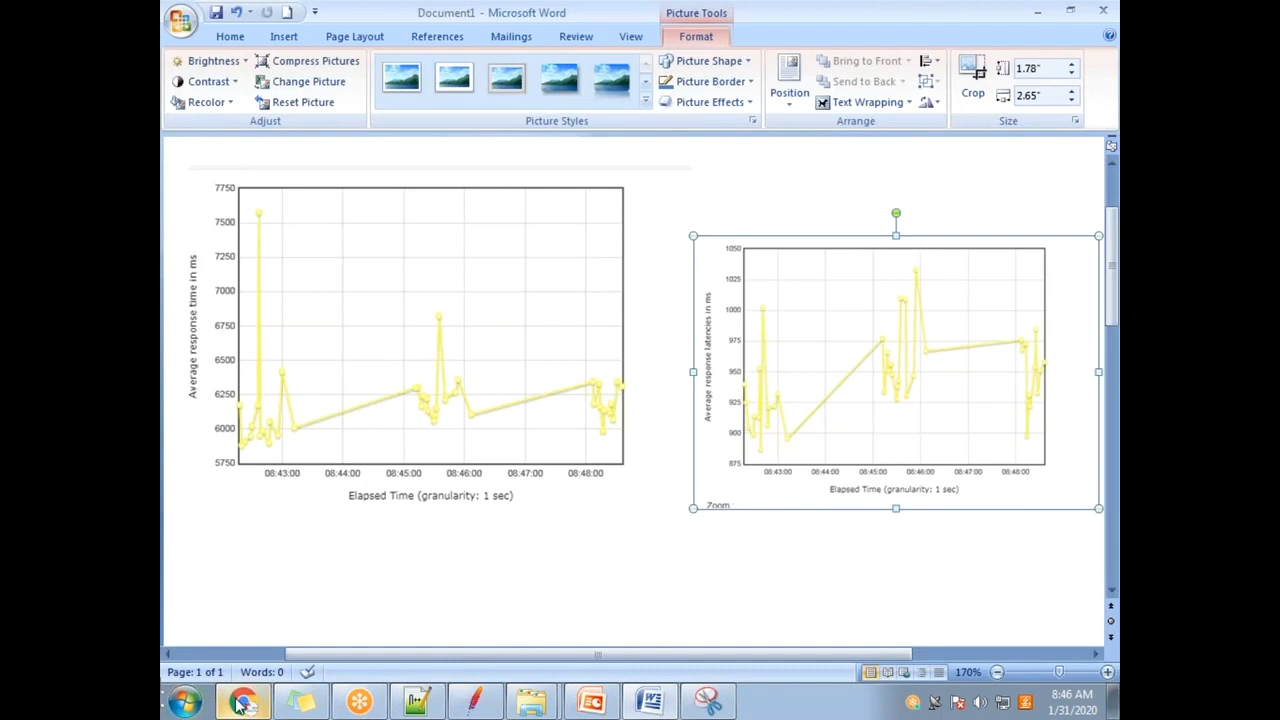 Document1 - Microsoft Word
Picture Tools
Home Insert Page Layout References Mailings Review View Format
Brightness Compress Pictures Picture Shape Bring to Front 1.78"
Contrast Change Picture Picture Border Send to Back
Recolor Reset Picture Picture Effects Position Text Wrapping Crop 2.65"
Adjust Picture Styles Arrange Size
Average response time in ms
7750
7500
7250
7000
6750
6500
6250
6000
5750
08:43:00 08:44:00 08:45:00 08:46:00 08:47:00 08:48:00
Elapsed Time (granularity: 1 sec)
Average response latencies in ms
1050
1025
1000
975
950
925
900
875
08:43:00 08:44:00 08:45:00 08:46:00 08:47:00 08:48:00
Elapsed Time (granularity: 1 sec)
Zoom
Page: 1 of 1 Words: 0 170%
n++ W
8:46 AM
1/31/2020